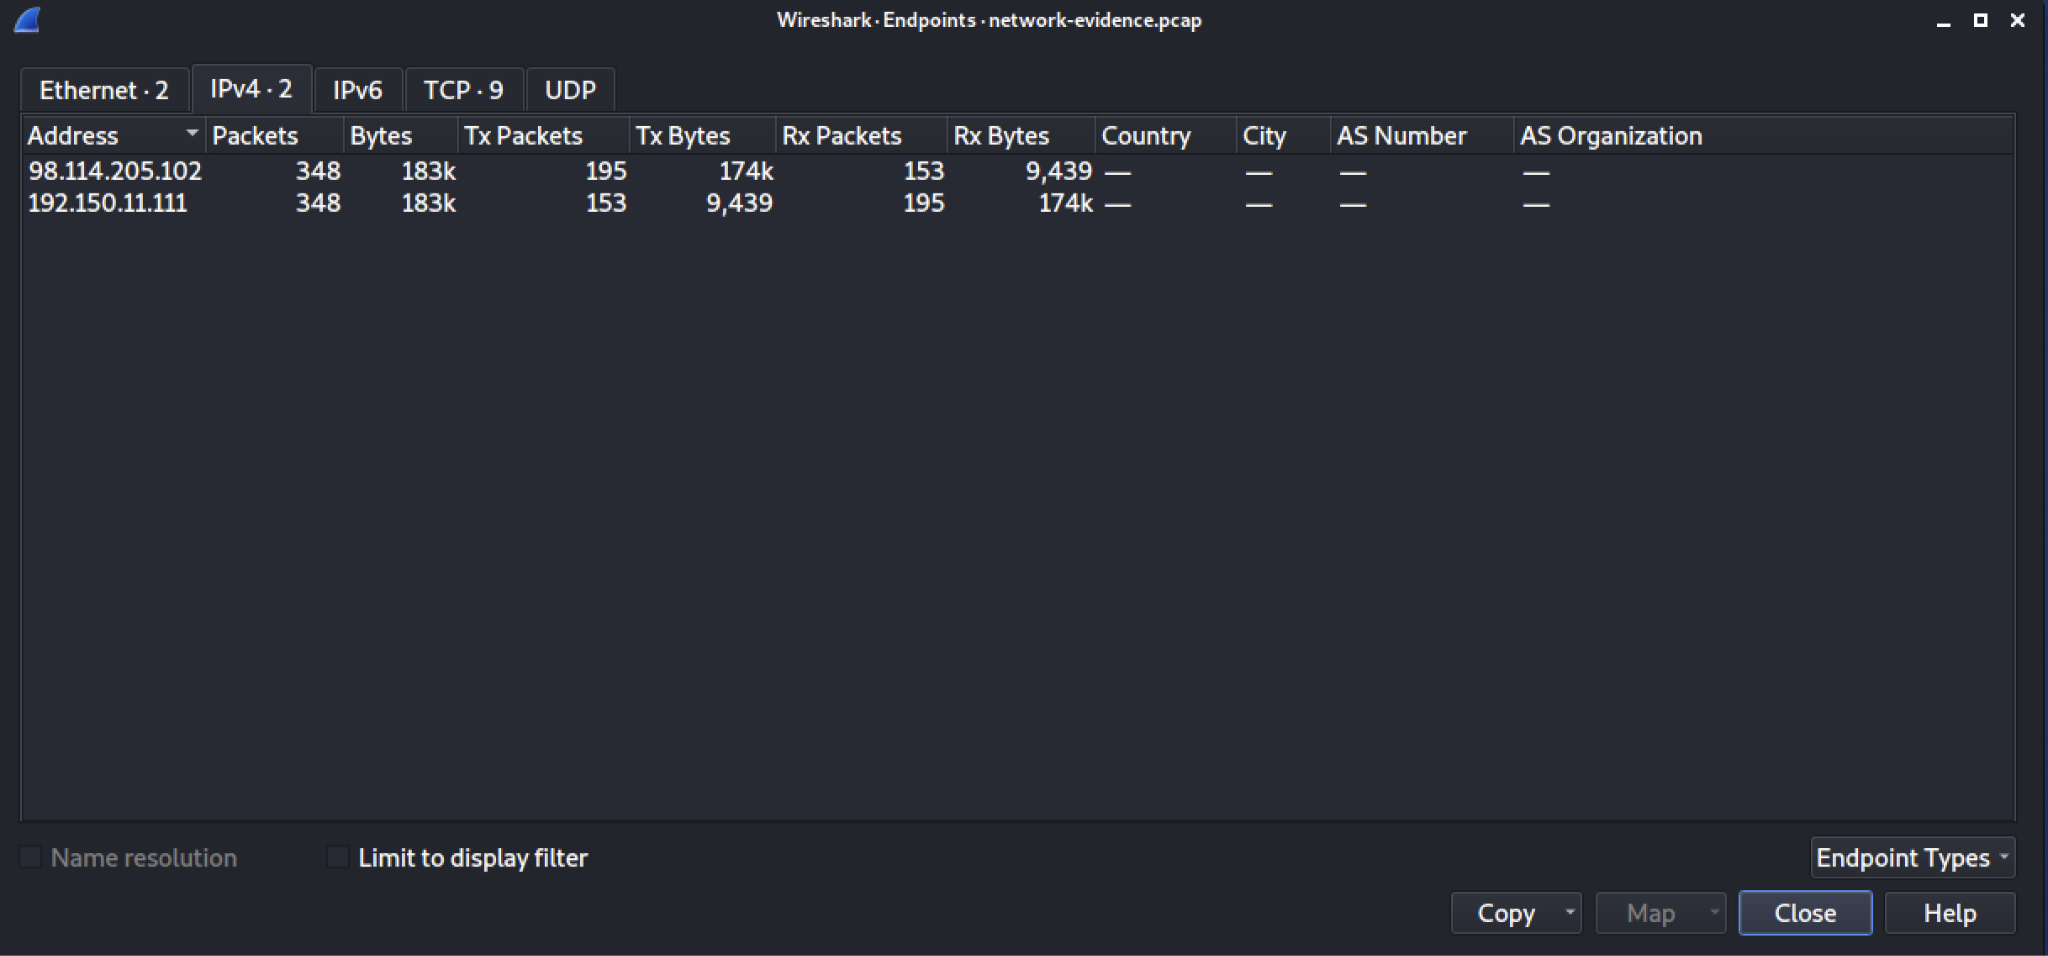 Wireshark · Endpoints · network-evidence.pcap
Ethernet · 2 IPv4 · 2 IPv6 TCP · 9 UDP
Address Packets Bytes Tx Packets Tx Bytes Rx Packets Rx Bytes Country City AS Number AS Organization
98.114.205.102 348 183k 195 174k 153 9,439 — — — —
192.150.11.111 348 183k 153 9,439 195 174k — — — —
Name resolution Limit to display filter Endpoint Types
Copy Map Close Help